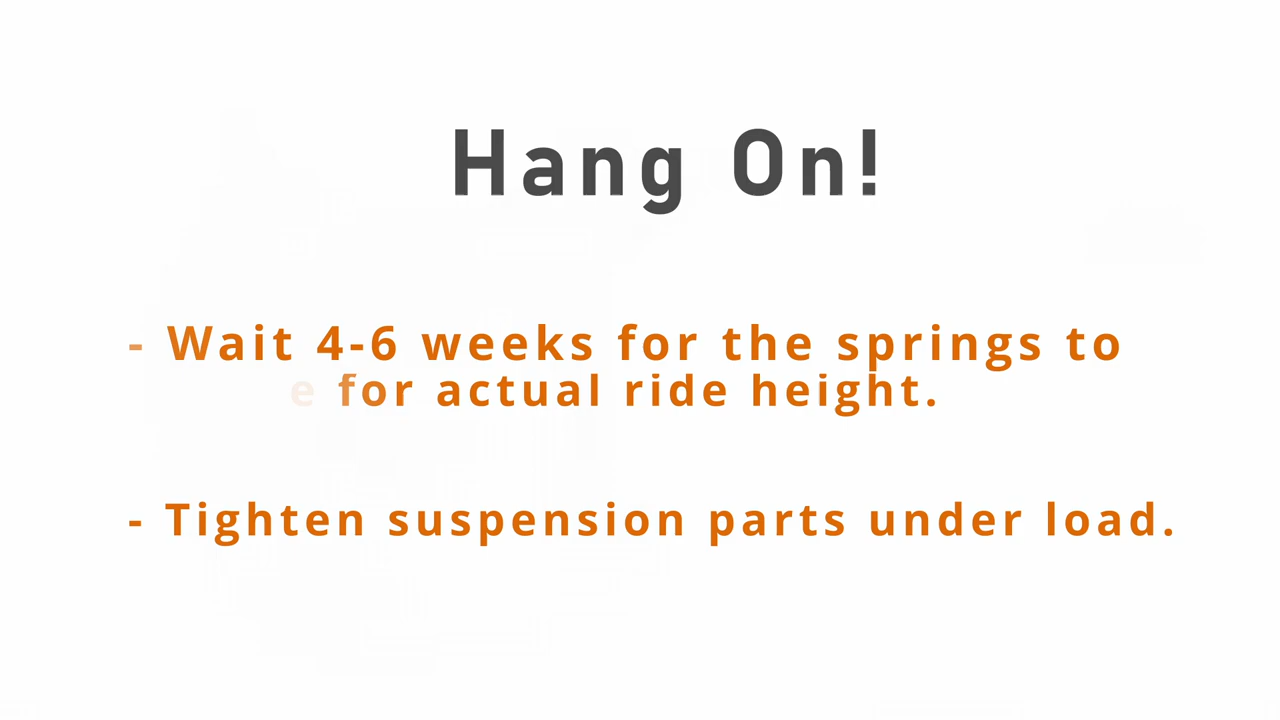 Hang On!
- Wait 4-6 weeks for the springs to
e for actual ride height.
- Tighten suspension parts under load.